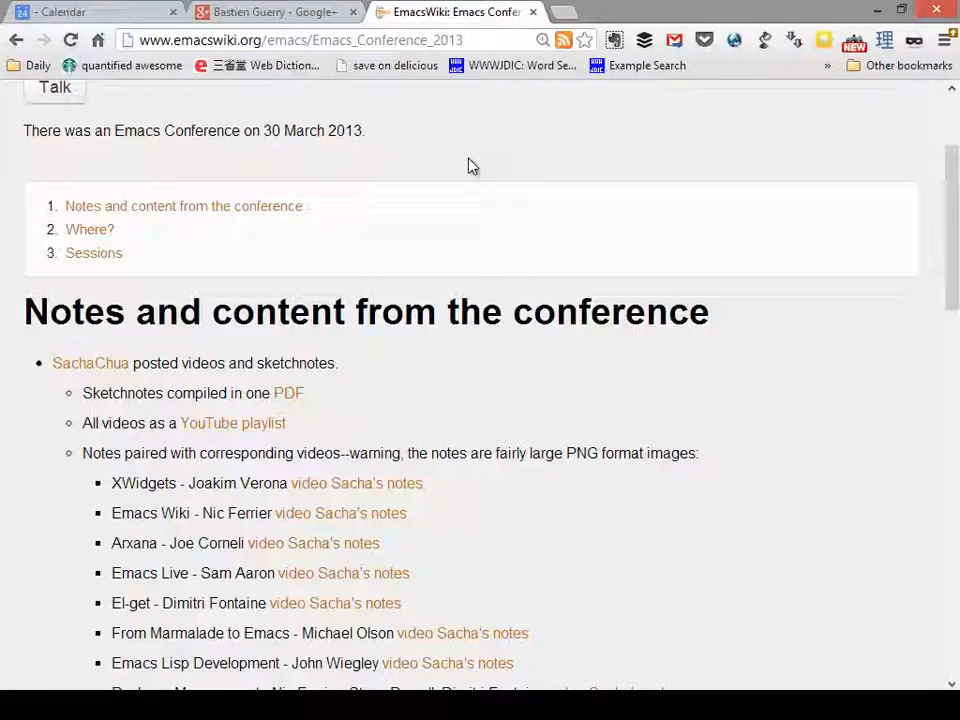 24 - Calendar
Bastien Guerry - Google+
EmacsWiki: Emacs Confer
www.emacswiki.org/emacs/Emacs_Conference_2013
NEW
理
Daily
quantified awesome
三省堂 Web Diction...
save on delicious
WWWJDIC: Word Se...
Example Search
»
Other bookmarks
Talk
There was an Emacs Conference on 30 March 2013.
1. Notes and content from the conference
2. Where?
3. Sessions
Notes and content from the conference
SachaChua posted videos and sketchnotes.
Sketchnotes compiled in one PDF
All videos as a YouTube playlist
Notes paired with corresponding videos--warning, the notes are fairly large PNG format images:
XWidgets - Joakim Verona video Sacha's notes
Emacs Wiki - Nic Ferrier video Sacha's notes
Arxana - Joe Corneli video Sacha's notes
Emacs Live - Sam Aaron video Sacha's notes
El-get - Dimitri Fontaine video Sacha's notes
From Marmalade to Emacs - Michael Olson video Sacha's notes
Emacs Lisp Development - John Wiegley video Sacha's notes